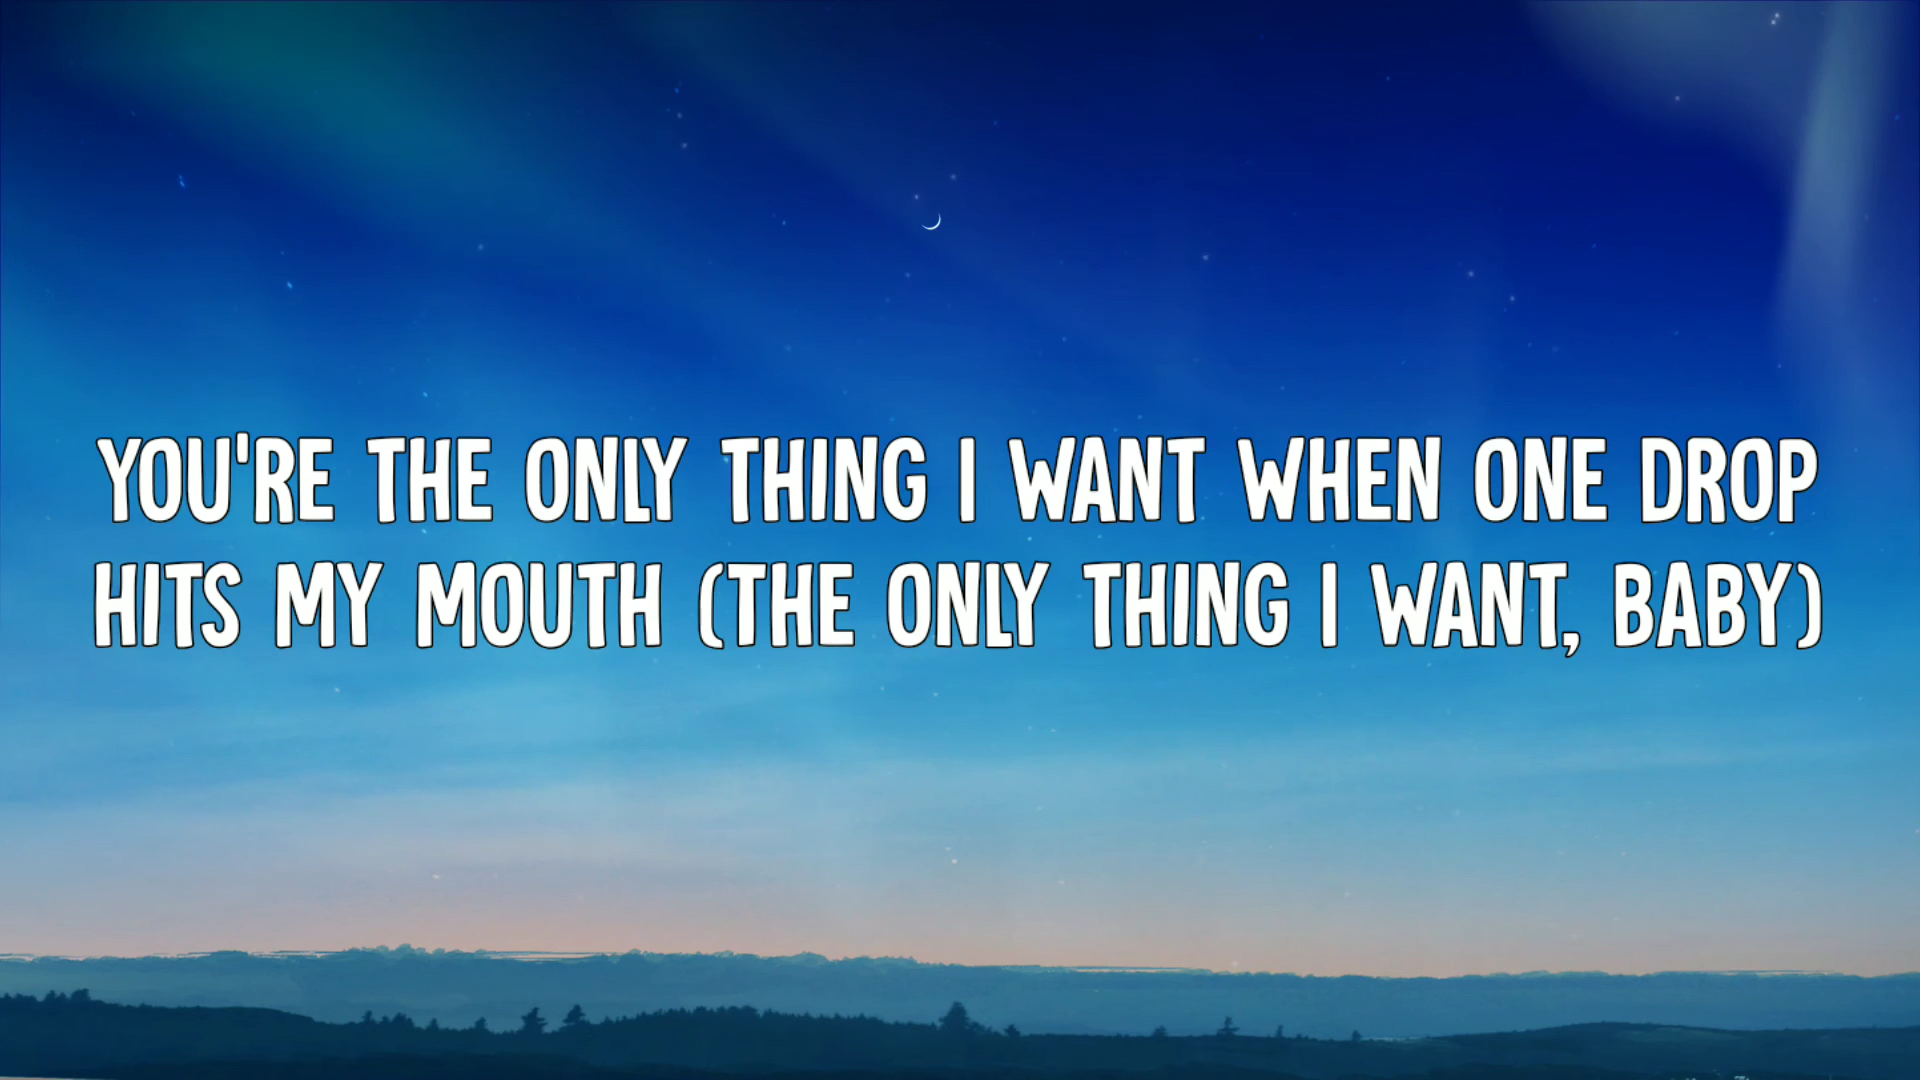 YOU'RE THE ONLY THING I WANT WHEN ONE DROP
HITS MY MOUTH (THE ONLY THING I WANT, BABY)